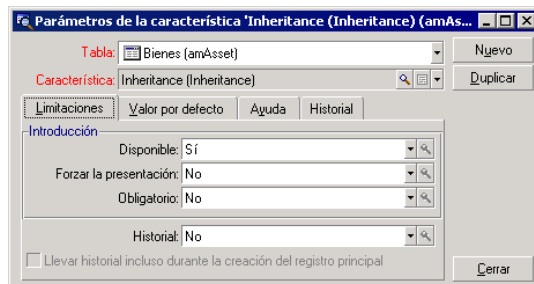 Parámetros de la característica 'Inheritance (Inheritance) (amAs...
Tabla: Bienes (amAsset)
Nuevo
Característica: Inheritance (Inheritance)
Duplicar
Limitaciones Valor por defecto Ayuda Historial
Introducción
Disponible: Sí
Forzar la presentación: No
Obligatorio: No
Historial: No
Llevar historial incluso durante la creación del registro principal
Cerrar